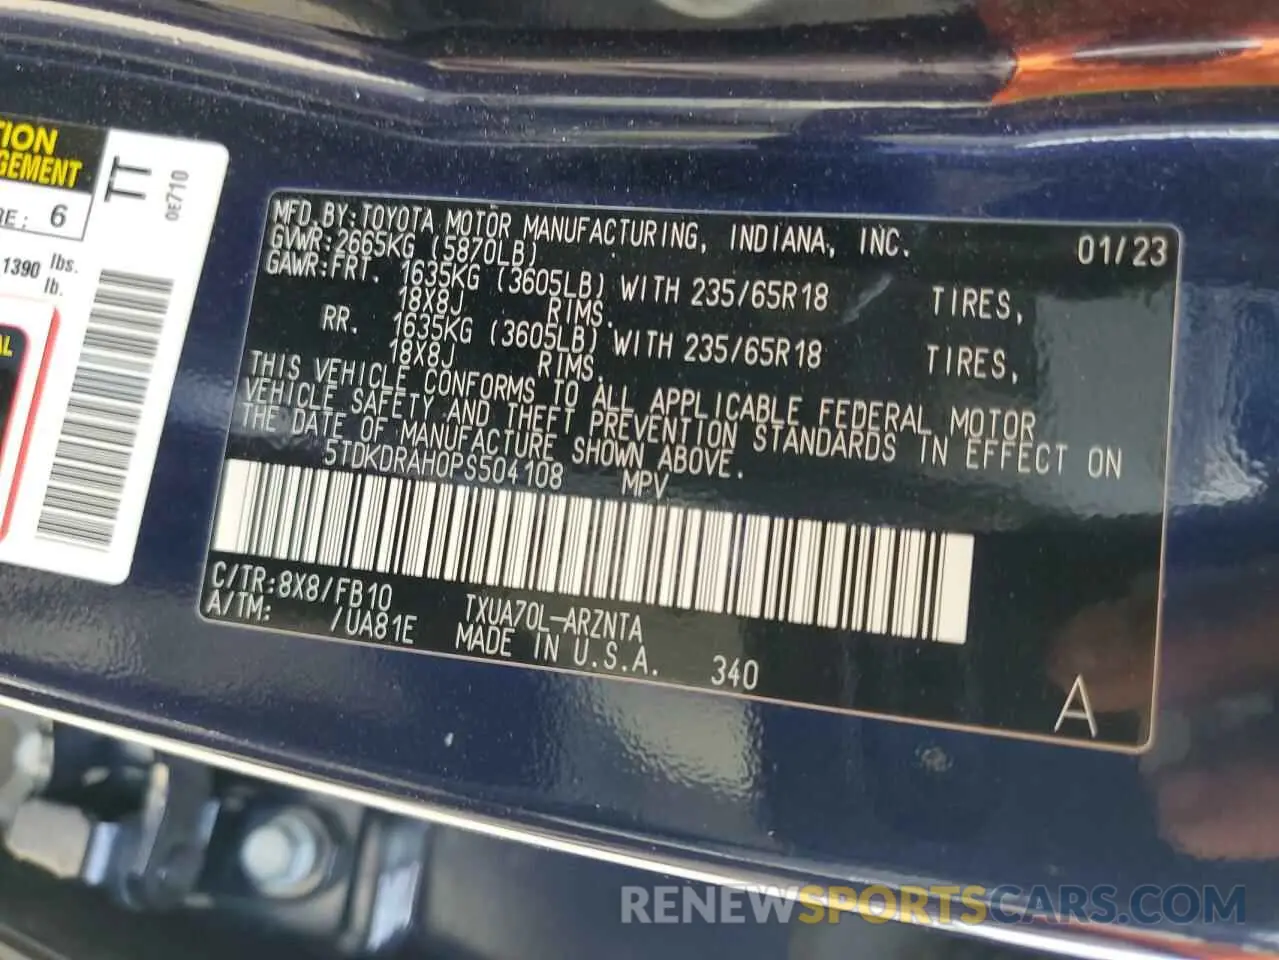 TION
GEMENT
RE: 6
1390 lbs.
lb.
AL
TT
0E710
MFD.BY:TOYOTA MOTOR MANUFACTURING, INDIANA, INC. 01/23
GVWR:2665KG (5870LB)
GAWR:FRT. 1635KG (3605LB) WITH 235/65R18 TIRES,
18X8J RIMS.
RR. 1635KG (3605LB) WITH 235/65R18 TIRES,
18X8J RIMS.
THIS VEHICLE CONFORMS TO ALL APPLICABLE FEDERAL MOTOR
VEHICLE SAFETY AND THEFT PREVENTION STANDARDS IN EFFECT ON
THE DATE OF MANUFACTURE SHOWN ABOVE.
5TDKDRAH0PS504108 MPV
C/TR:8X8/FB10 TXUA70L-ARZNTA
A/TM: /UA81E MADE IN U.S.A. 340
A
RENEWSPORTSCARS.COM